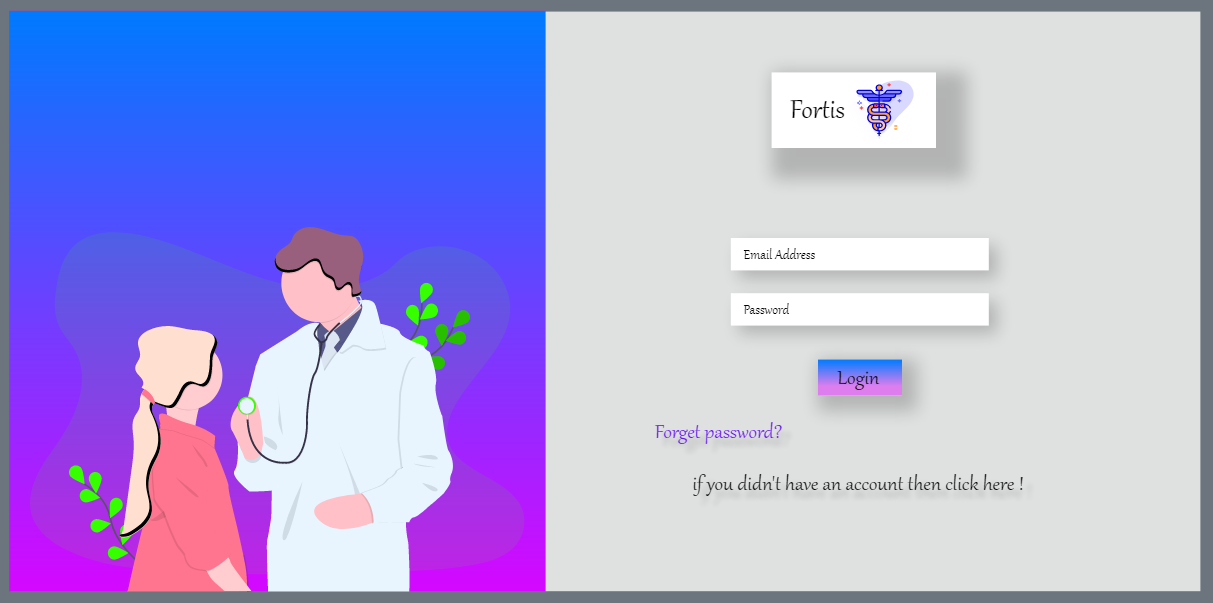 Fortis
Email Address
Password
Login
Forget password?
if you didn't have an account then click here !